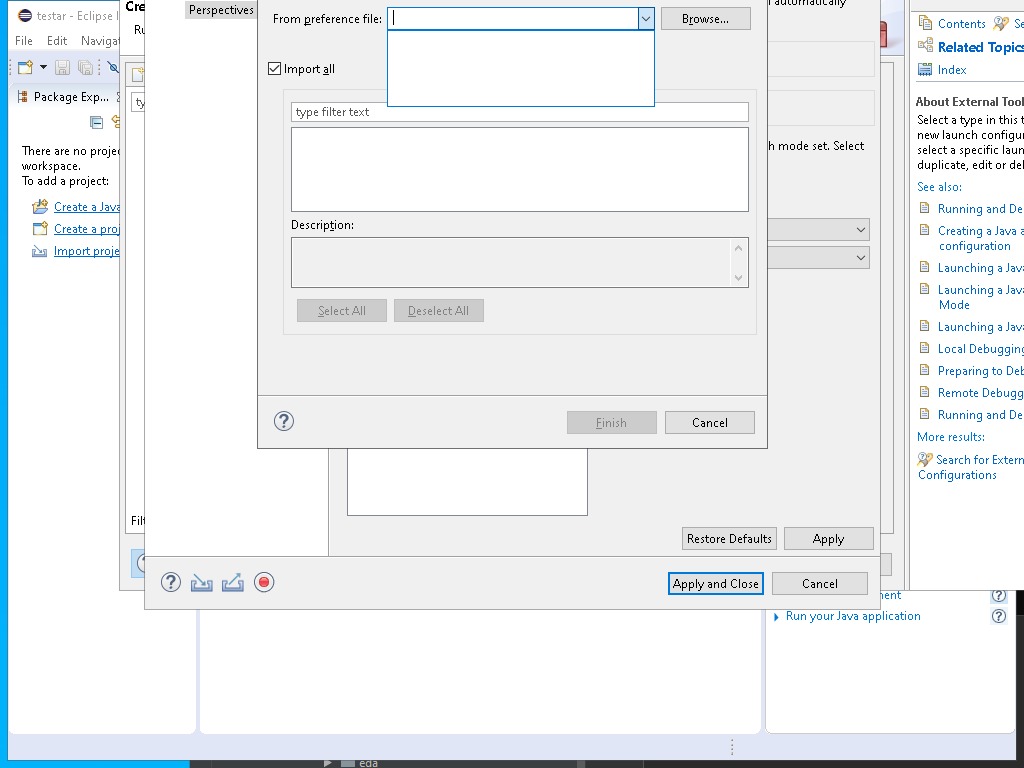 testar - Eclipse I
File Edit Navigat
Package Exp...
There are no projec
workspace.
To add a project:
Create a Java
Create a proj
Import proje
Cre
Ru
ty
Filt
Perspectives
From preference file:
Browse...
Import all
type filter text
Description:
Select All
Deselect All
Finish
Cancel
automatically
h mode set. Select
Restore Defaults
Apply
Apply and Close
Cancel
Contents
Se
Related Topics
Index
About External Tool
Select a type in this t
new launch configur
select a specific laun
duplicate, edit or del
See also:
Running and De
Creating a Java a
configuration
Launching a Java
Launching a Java
Mode
Launching a Java
Local Debugging
Preparing to Deb
Remote Debugg
Running and De
More results:
Search for Extern
Configurations
ment
Run your Java application
eda